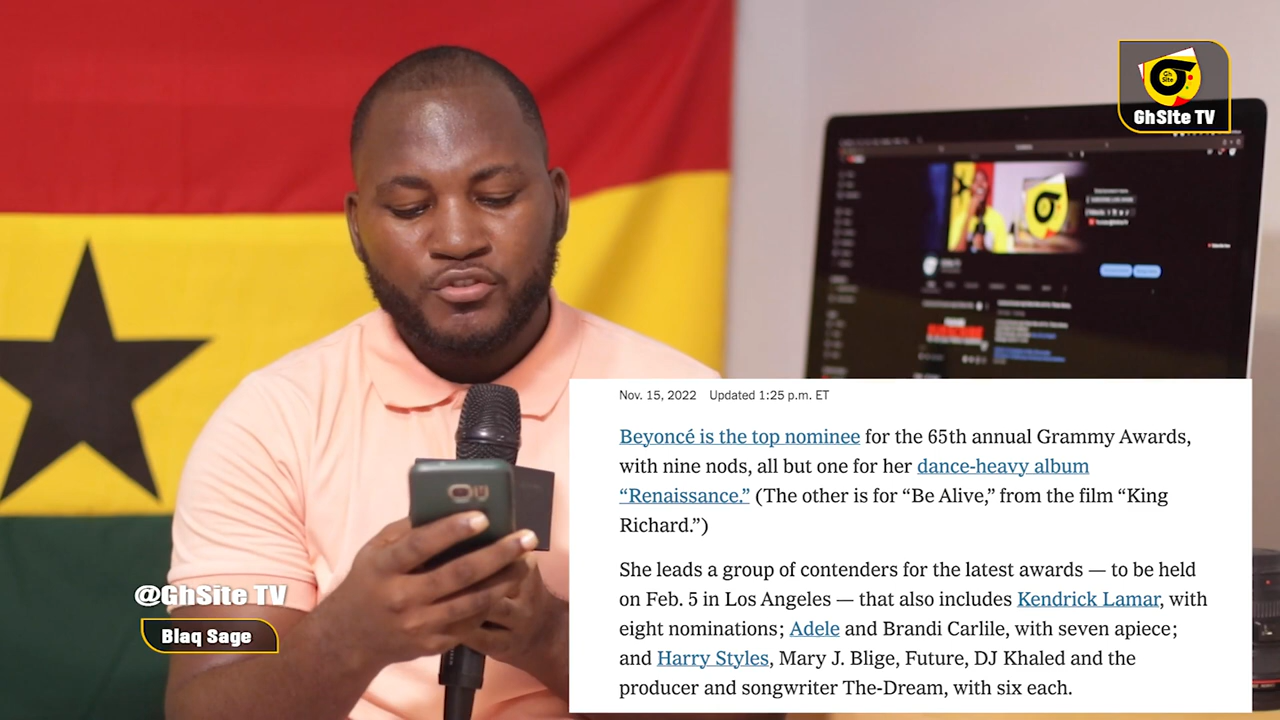 Gh
Site
GhSite TV
Nov. 15, 2022 Updated 1:25 p.m. ET
Beyoncé is the top nominee for the 65th annual Grammy Awards,
with nine nods, all but one for her dance-heavy album
“Renaissance.” (The other is for “Be Alive,” from the film “King
Richard.”)
She leads a group of contenders for the latest awards — to be held
on Feb. 5 in Los Angeles — that also includes Kendrick Lamar, with
eight nominations; Adele and Brandi Carlile, with seven apiece;
and Harry Styles, Mary J. Blige, Future, DJ Khaled and the
producer and songwriter The-Dream, with six each.
@GhSite TV
Blaq Sage